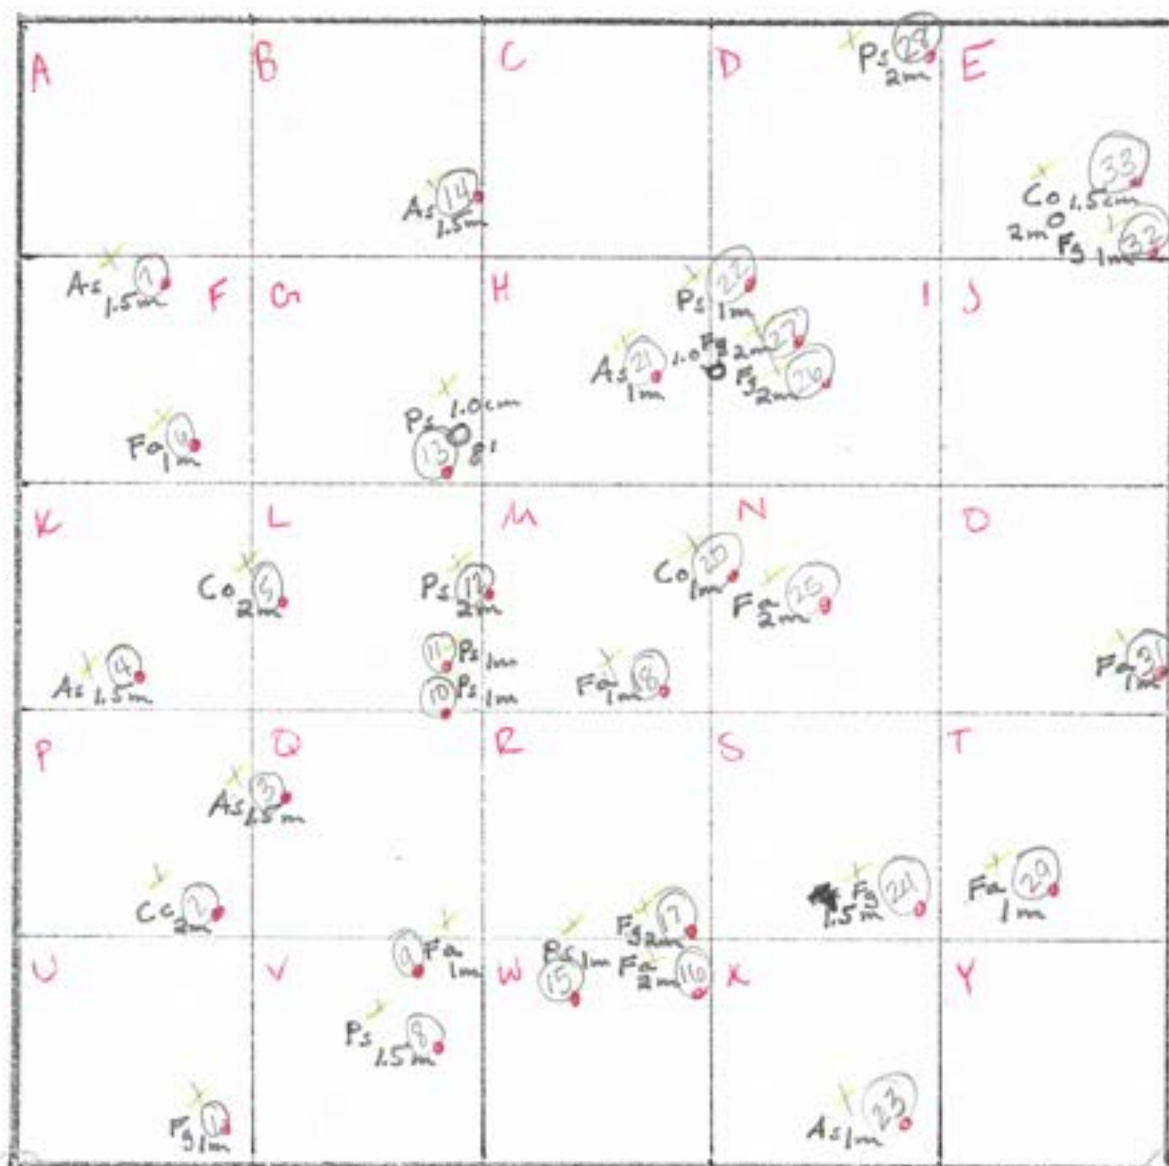 A
B
C
D
Ps 28
2m
E
As 14
1.5m
33
Co 1.5cm
2m
Fg 32
1m
As 7
1.5m
F
G
H
Ps 22
1m
I
J
As 21
1m
1.0
Fg 27
2m
Fg 26
2m
Fa
1m
Ps 1.0cm
13 8'
K
L
M
N
O
Co 5
2m
Ps 12
2m
Co 20
1m
Fa 25
2m
11 Ps 1m
10 Ps 1m
As 4
1.5m
Fa
1m
Fa 31
1m
P
Q
R
S
T
As 3
1.5m
Cc 2
2m
Fg 17
2m
Fg 24
1.5m
Fa 29
1m
U
V
9 Fa
1m
W
Ps 1m
15
Fa 16
2m
X
Y
Ps 8
1.5m
Fg 1
1m
As 23
1m